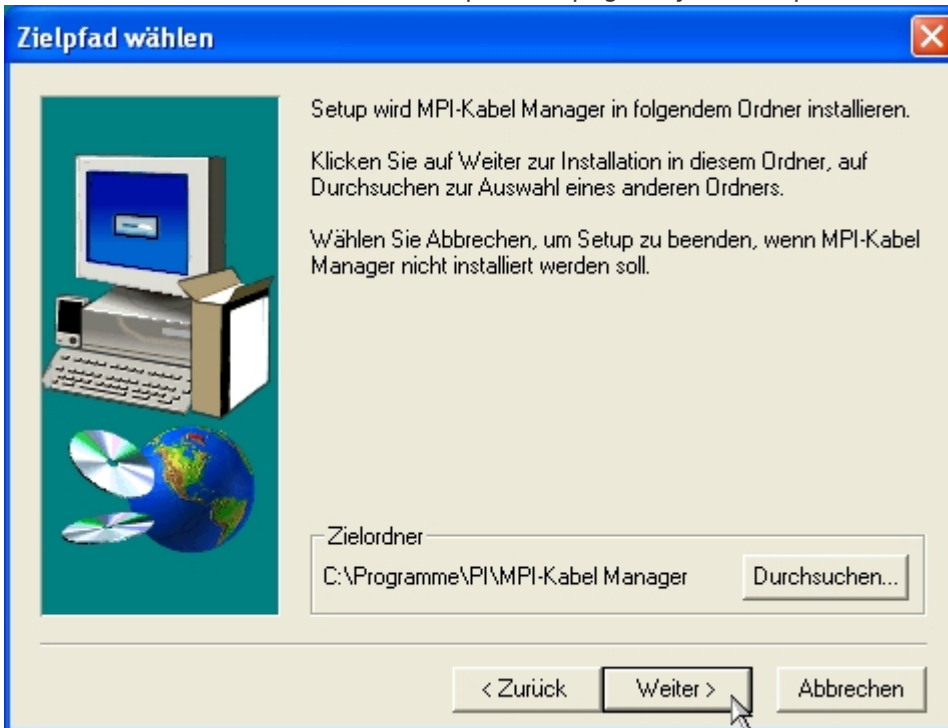 Zielpfad wählen
Setup wird MPI-Kabel Manager in folgendem Ordner installieren.
Klicken Sie auf Weiter zur Installation in diesem Ordner, auf
Durchsuchen zur Auswahl eines anderen Ordners.
Wählen Sie Abbrechen, um Setup zu beenden, wenn MPI-Kabel
Manager nicht installiert werden soll.
Zielordner
C:\Programme\PI\MPI-Kabel Manager
Durchsuchen...
< Zurück
Weiter >
Abbrechen